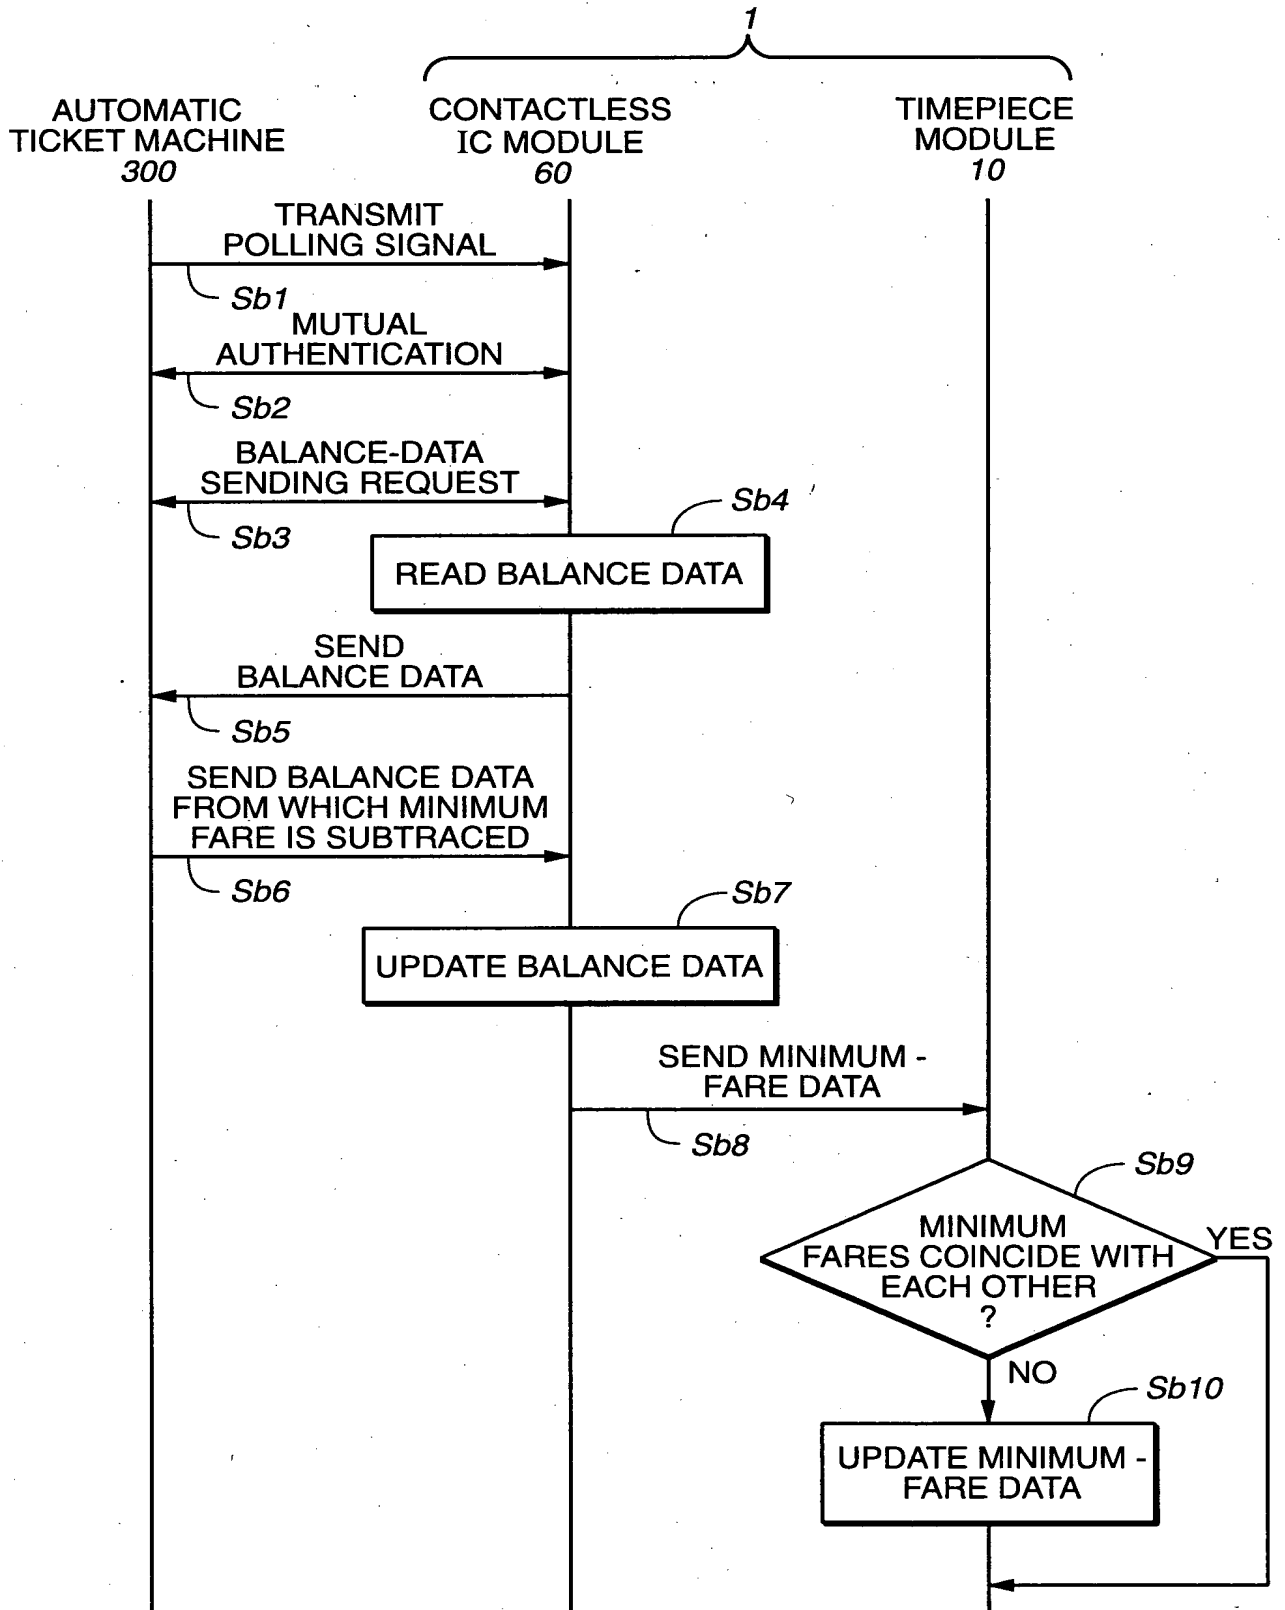 1
AUTOMATIC
TICKET MACHINE
300
CONTACTLESS
IC MODULE
60
TIMEPIECE
MODULE
10
TRANSMIT
POLLING SIGNAL
Sb1
MUTUAL
AUTHENTICATION
Sb2
BALANCE-DATA
SENDING REQUEST
Sb3
Sb4
READ BALANCE DATA
SEND
BALANCE DATA
Sb5
SEND BALANCE DATA
FROM WHICH MINIMUM
FARE IS SUBTRACED
Sb6
Sb7
UPDATE BALANCE DATA
SEND MINIMUM -
FARE DATA
Sb8
Sb9
MINIMUM
FARES COINCIDE WITH
EACH OTHER
?
YES
NO
Sb10
UPDATE MINIMUM -
FARE DATA